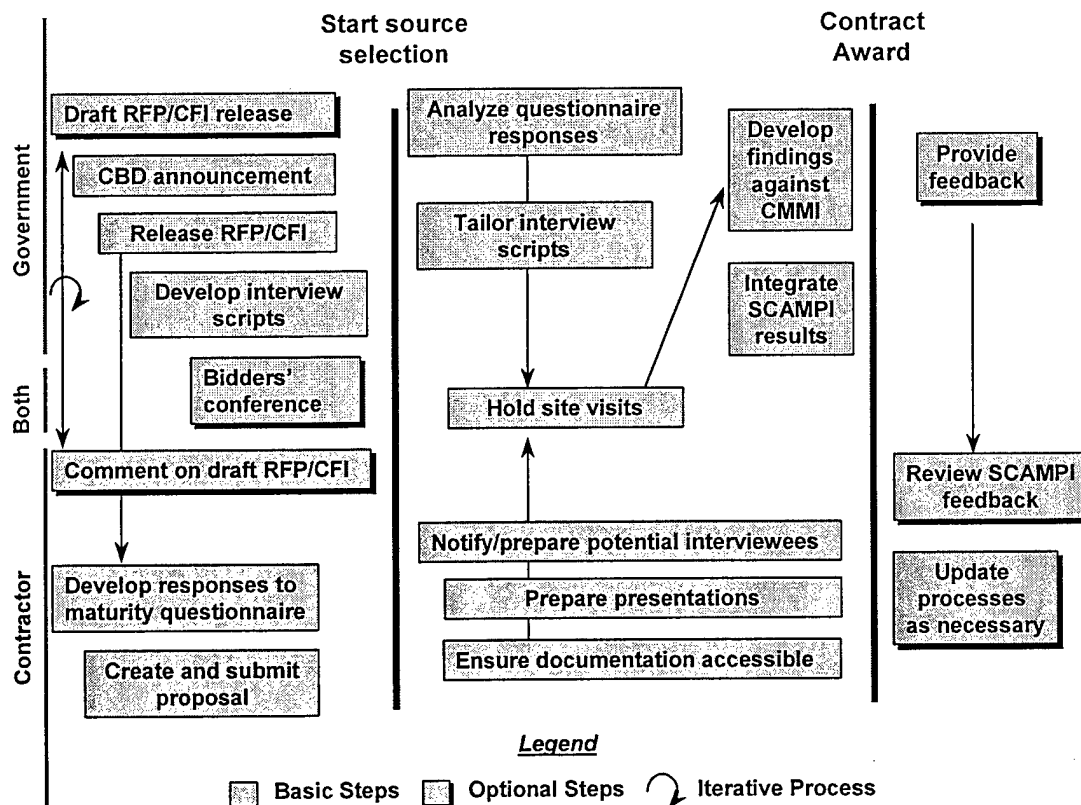 Start source
selection
Contract
Award
Government
Both
Contractor
Draft RFP/CFI release
CBD announcement
Release RFP/CFI
Develop interview
scripts
Bidders'
conference
Comment on draft RFP/CFI
Develop responses to
maturity questionnaire
Create and submit
proposal
Analyze questionnaire
responses
Tailor interview
scripts
Hold site visits
Notify/prepare potential interviewees
Prepare presentations
Ensure documentation accessible
Develop
findings
against
CMMI
Integrate
SCAMPI
results
Provide
feedback
Review SCAMPI
feedback
Update
processes
as necessary
Legend
Basic Steps
Optional Steps
Iterative Process